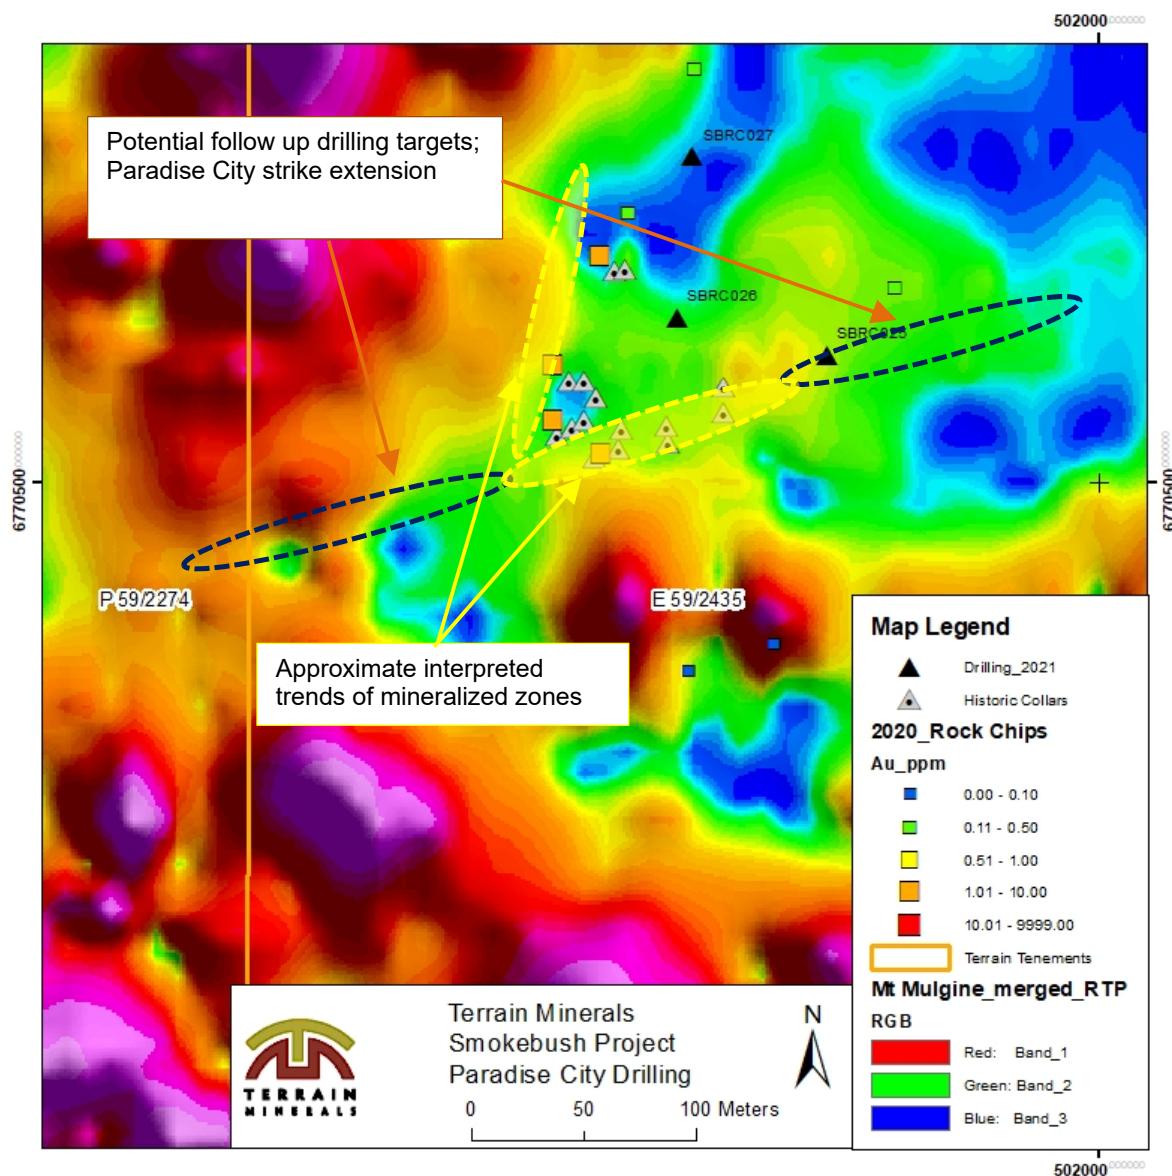 502000
Potential follow up drilling targets;
Paradise City strike extension
SBRC027
SBRC026
SBRC025
6770500
6770500
P 59/2274
E 59/2435
Approximate interpreted
trends of mineralized zones
Map Legend
Drilling_2021
Historic Collars
2020_Rock Chips
Au_ppm
0.00 - 0.10
0.11 - 0.50
0.51 - 1.00
1.01 - 10.00
10.01 - 9999.00
Terrain Tenements
Mt Mulgine_merged_RTP
RGB
Red: Band_1
Green: Band_2
Blue: Band_3
TERRAIN
MINERALS
Terrain Minerals
Smokebush Project
Paradise City Drilling
0 50 100 Meters
N
502000